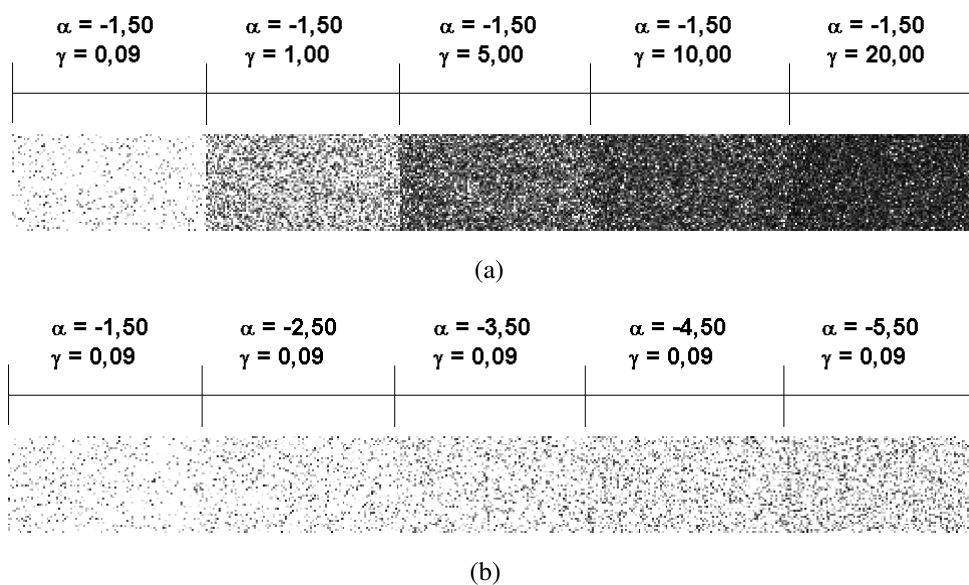 α = -1,50 α = -1,50 α = -1,50 α = -1,50 α = -1,50
γ = 0,09 γ = 1,00 γ = 5,00 γ = 10,00 γ = 20,00
(a)
α = -1,50 α = -2,50 α = -3,50 α = -4,50 α = -5,50
γ = 0,09 γ = 0,09 γ = 0,09 γ = 0,09 γ = 0,09
(b)